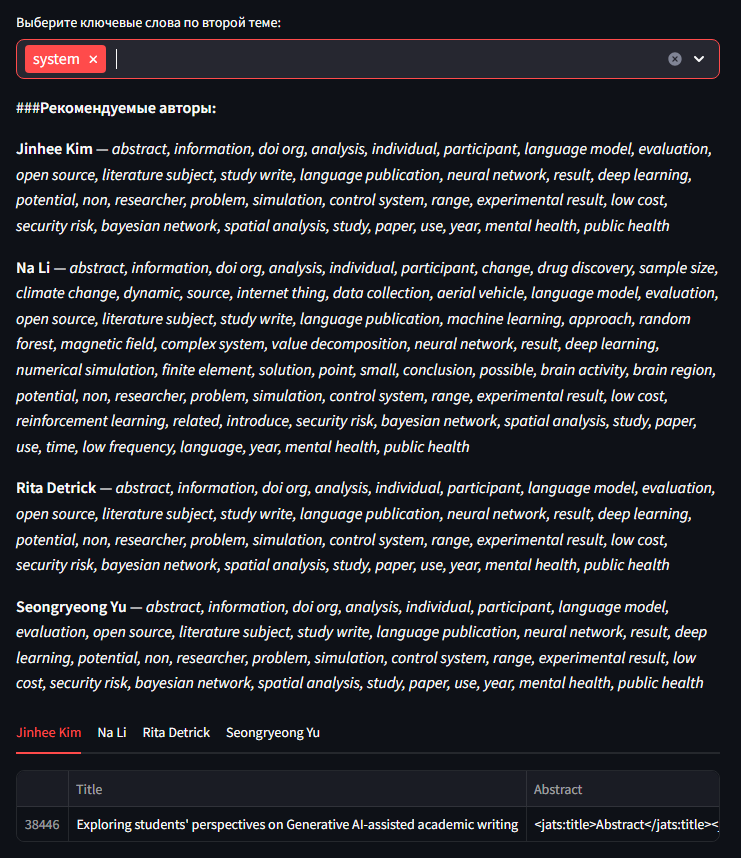 Выберите ключевые слова по второй теме:
system ×
###Рекомендуемые авторы:
Jinhee Kim — abstract, information, doi org, analysis, individual, participant, language model, evaluation,
open source, literature subject, study write, language publication, neural network, result, deep learning,
potential, non, researcher, problem, simulation, control system, range, experimental result, low cost,
security risk, bayesian network, spatial analysis, study, paper, use, year, mental health, public health
Na Li — abstract, information, doi org, analysis, individual, participant, change, drug discovery, sample size,
climate change, dynamic, source, internet thing, data collection, aerial vehicle, language model, evaluation,
open source, literature subject, study write, language publication, machine learning, approach, random
forest, magnetic field, complex system, value decomposition, neural network, result, deep learning,
numerical simulation, finite element, solution, point, small, conclusion, possible, brain activity, brain region,
potential, non, researcher, problem, simulation, control system, range, experimental result, low cost,
reinforcement learning, related, introduce, security risk, bayesian network, spatial analysis, study, paper,
use, time, low frequency, language, year, mental health, public health
Rita Detrick — abstract, information, doi org, analysis, individual, participant, language model, evaluation,
open source, literature subject, study write, language publication, neural network, result, deep learning,
potential, non, researcher, problem, simulation, control system, range, experimental result, low cost,
security risk, bayesian network, spatial analysis, study, paper, use, year, mental health, public health
Seongryeong Yu — abstract, information, doi org, analysis, individual, participant, language model,
evaluation, open source, literature subject, study write, language publication, neural network, result, deep
learning, potential, non, researcher, problem, simulation, control system, range, experimental result, low
cost, security risk, bayesian network, spatial analysis, study, paper, use, year, mental health, public health
Jinhee Kim Na Li Rita Detrick Seongryeong Yu
Title Abstract
38446 Exploring students' perspectives on Generative AI-assisted academic writing <jats:title>Abstract</jats:title><